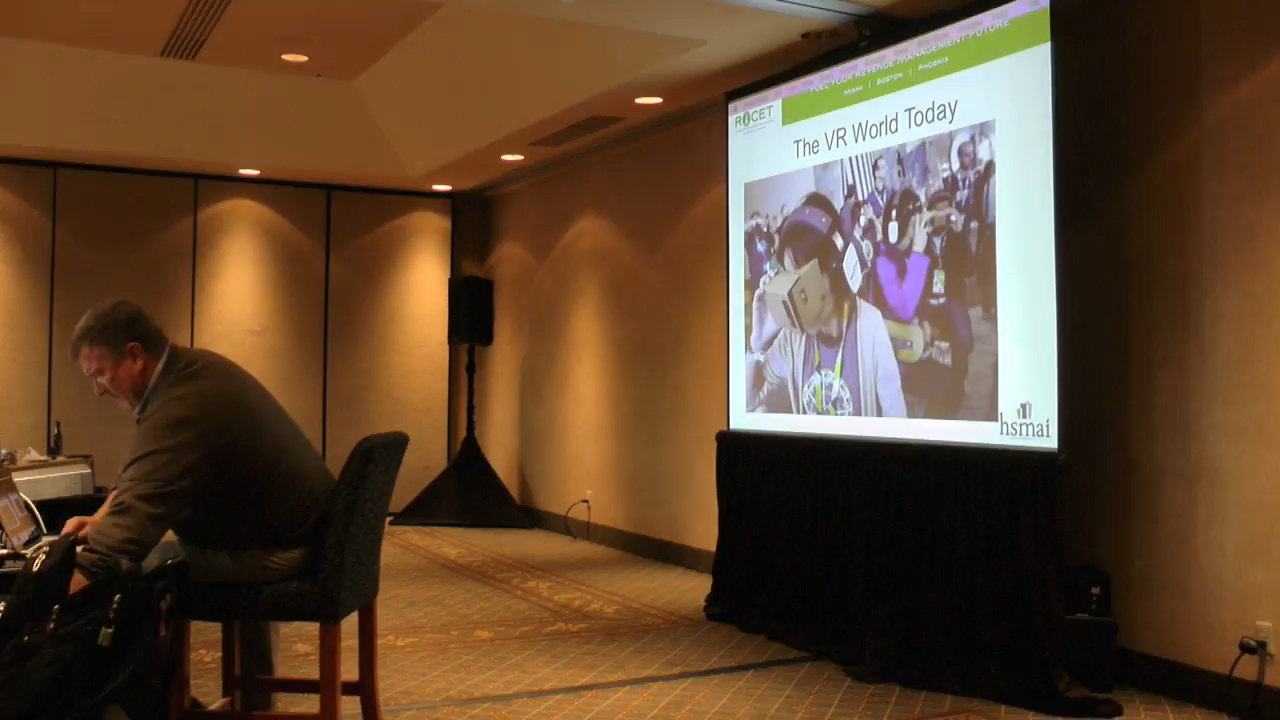 FUEL YOUR REVENUE MANAGEMENT FUTURE
MIAMI | BOSTON | PHOENIX
ROCET
The VR World Today
hsmai